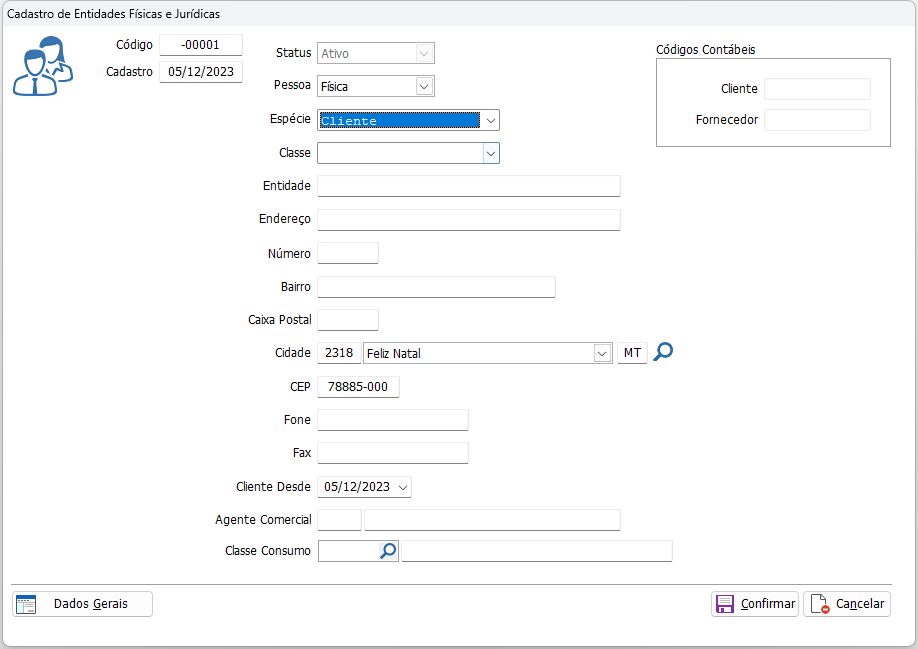 Cadastro de Entidades Físicas e Jurídicas
Código -00001
Cadastro 05/12/2023
Status Ativo
Pessoa Física
Espécie Cliente
Classe
Entidade
Endereço
Número
Bairro
Caixa Postal
Cidade 2318 Feliz Natal MT
CEP 78885-000
Fone
Fax
Cliente Desde 05/12/2023
Agente Comercial
Classe Consumo
Códigos Contábeis
Cliente
Fornecedor
Dados Gerais
Confirmar
Cancelar